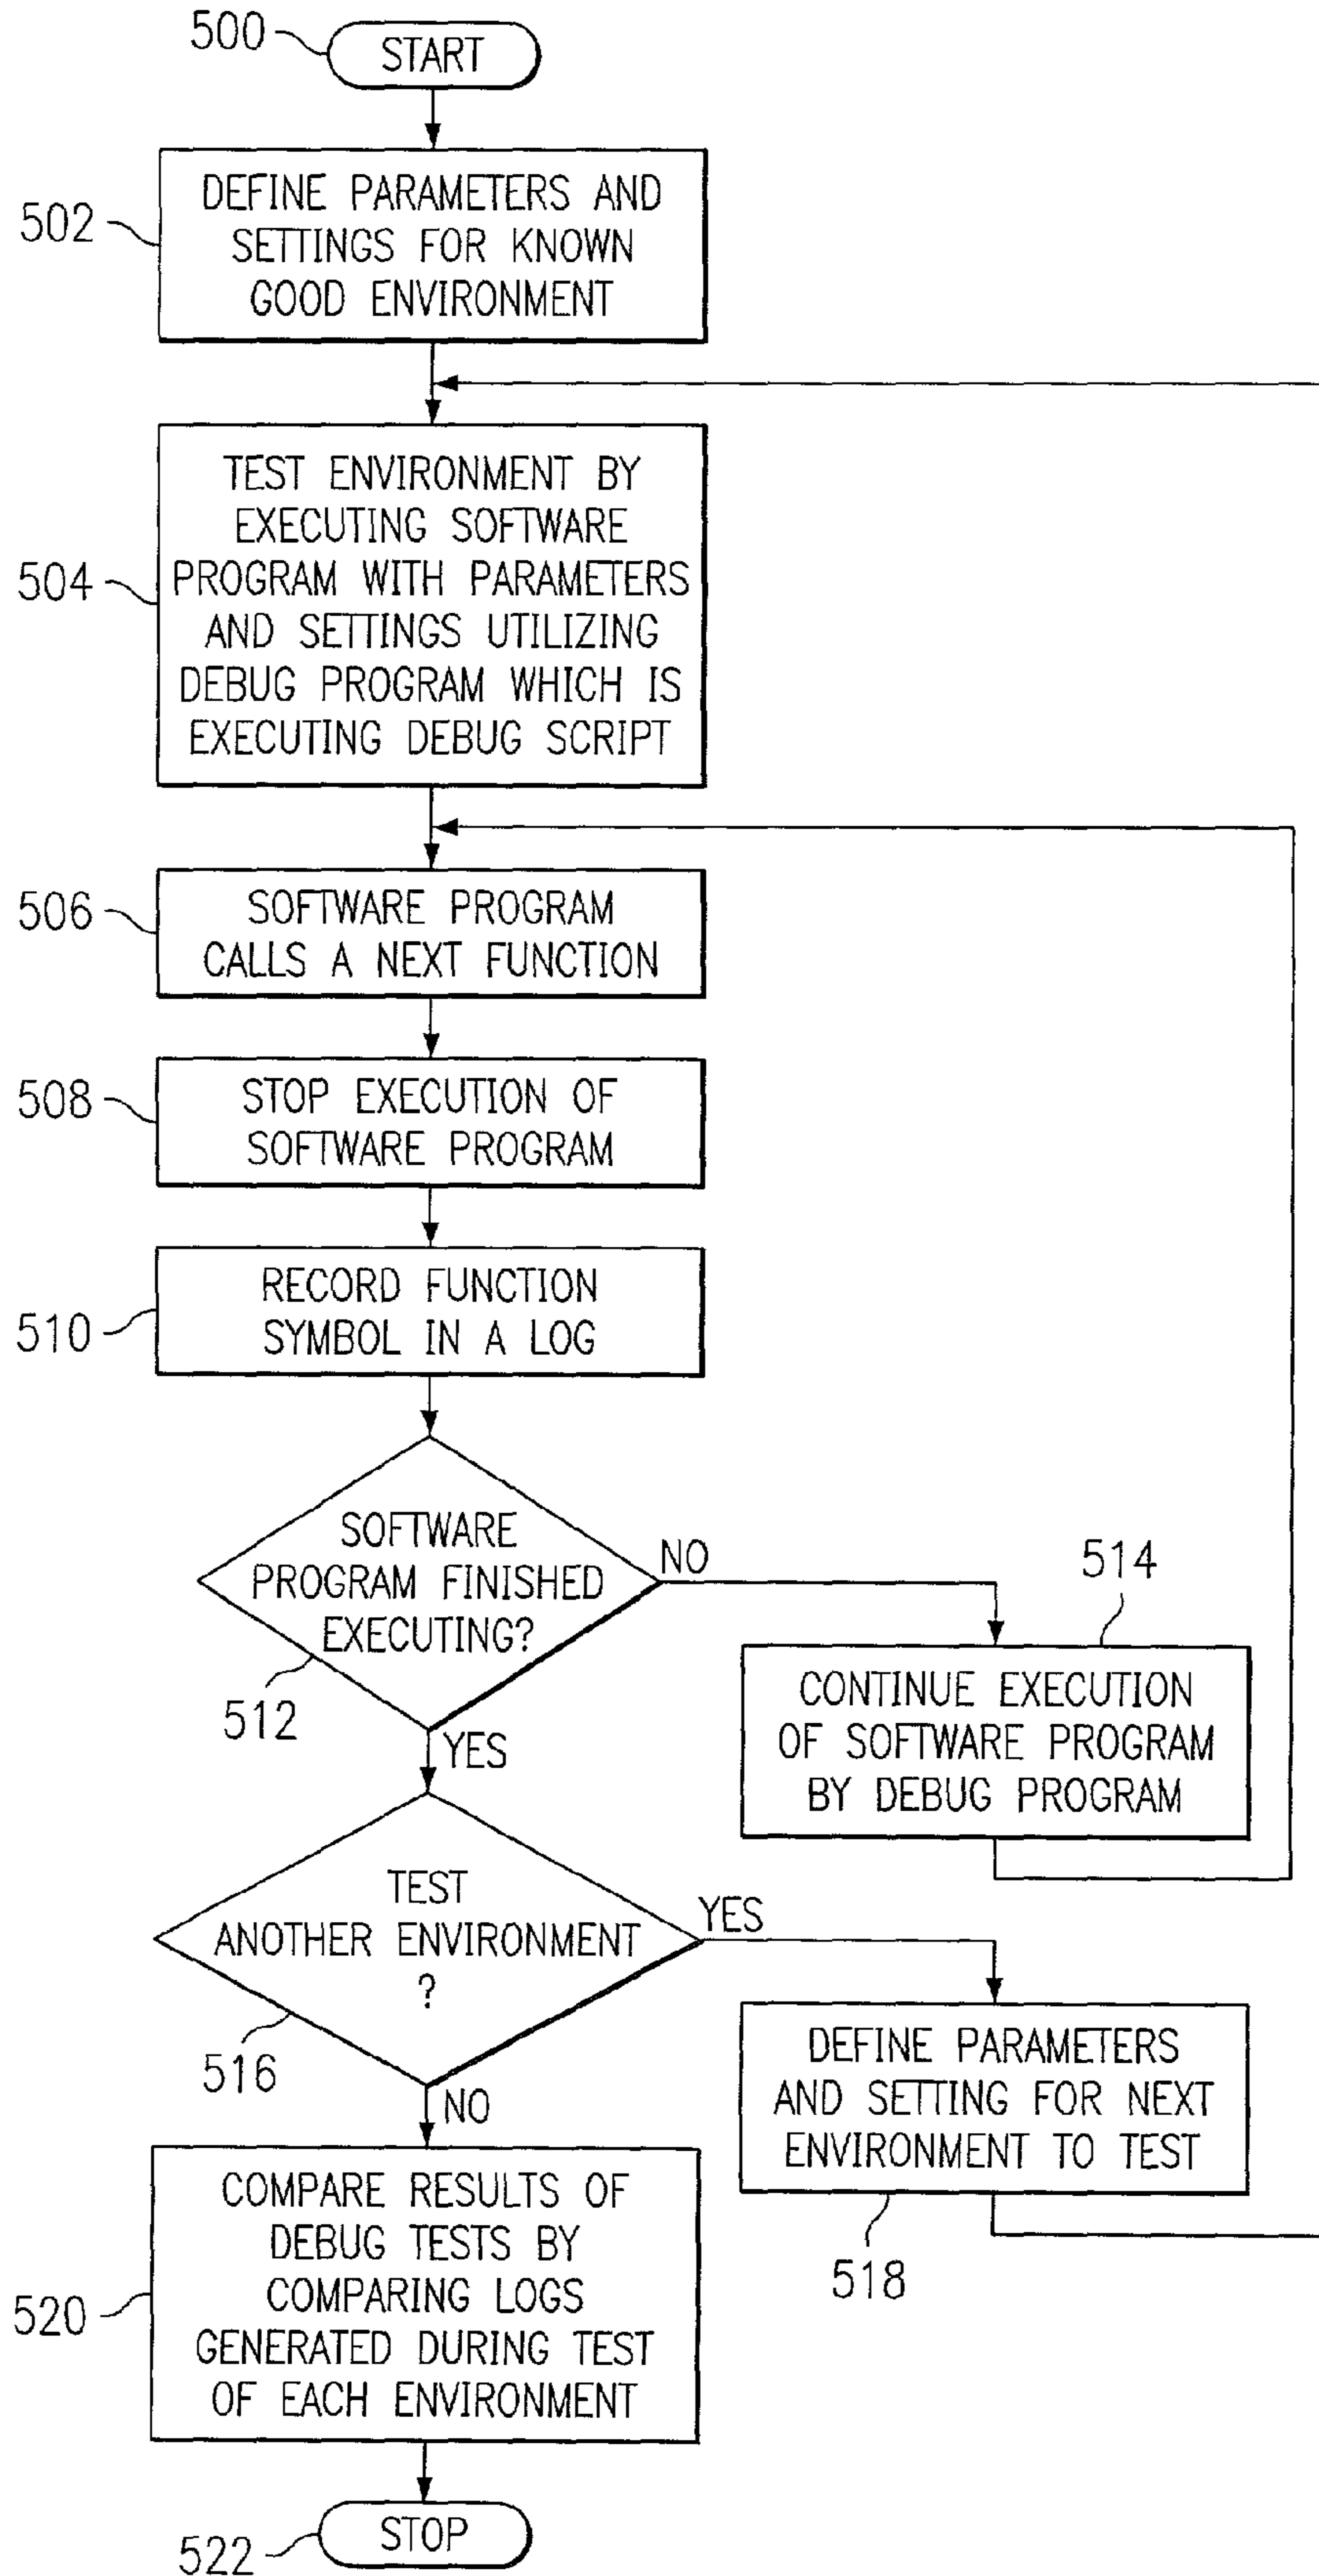 500
START
502
DEFINE PARAMETERS AND
SETTINGS FOR KNOWN
GOOD ENVIRONMENT
504
TEST ENVIRONMENT BY
EXECUTING SOFTWARE
PROGRAM WITH PARAMETERS
AND SETTINGS UTILIZING
DEBUG PROGRAM WHICH IS
EXECUTING DEBUG SCRIPT
506
SOFTWARE PROGRAM
CALLS A NEXT FUNCTION
508
STOP EXECUTION OF
SOFTWARE PROGRAM
510
RECORD FUNCTION
SYMBOL IN A LOG
SOFTWARE
PROGRAM FINISHED
EXECUTING?
512
NO
YES
514
CONTINUE EXECUTION
OF SOFTWARE PROGRAM
BY DEBUG PROGRAM
TEST
ANOTHER ENVIRONMENT
?
516
YES
NO
DEFINE PARAMETERS
AND SETTING FOR NEXT
ENVIRONMENT TO TEST
518
520
COMPARE RESULTS OF
DEBUG TESTS BY
COMPARING LOGS
GENERATED DURING TEST
OF EACH ENVIRONMENT
522
STOP